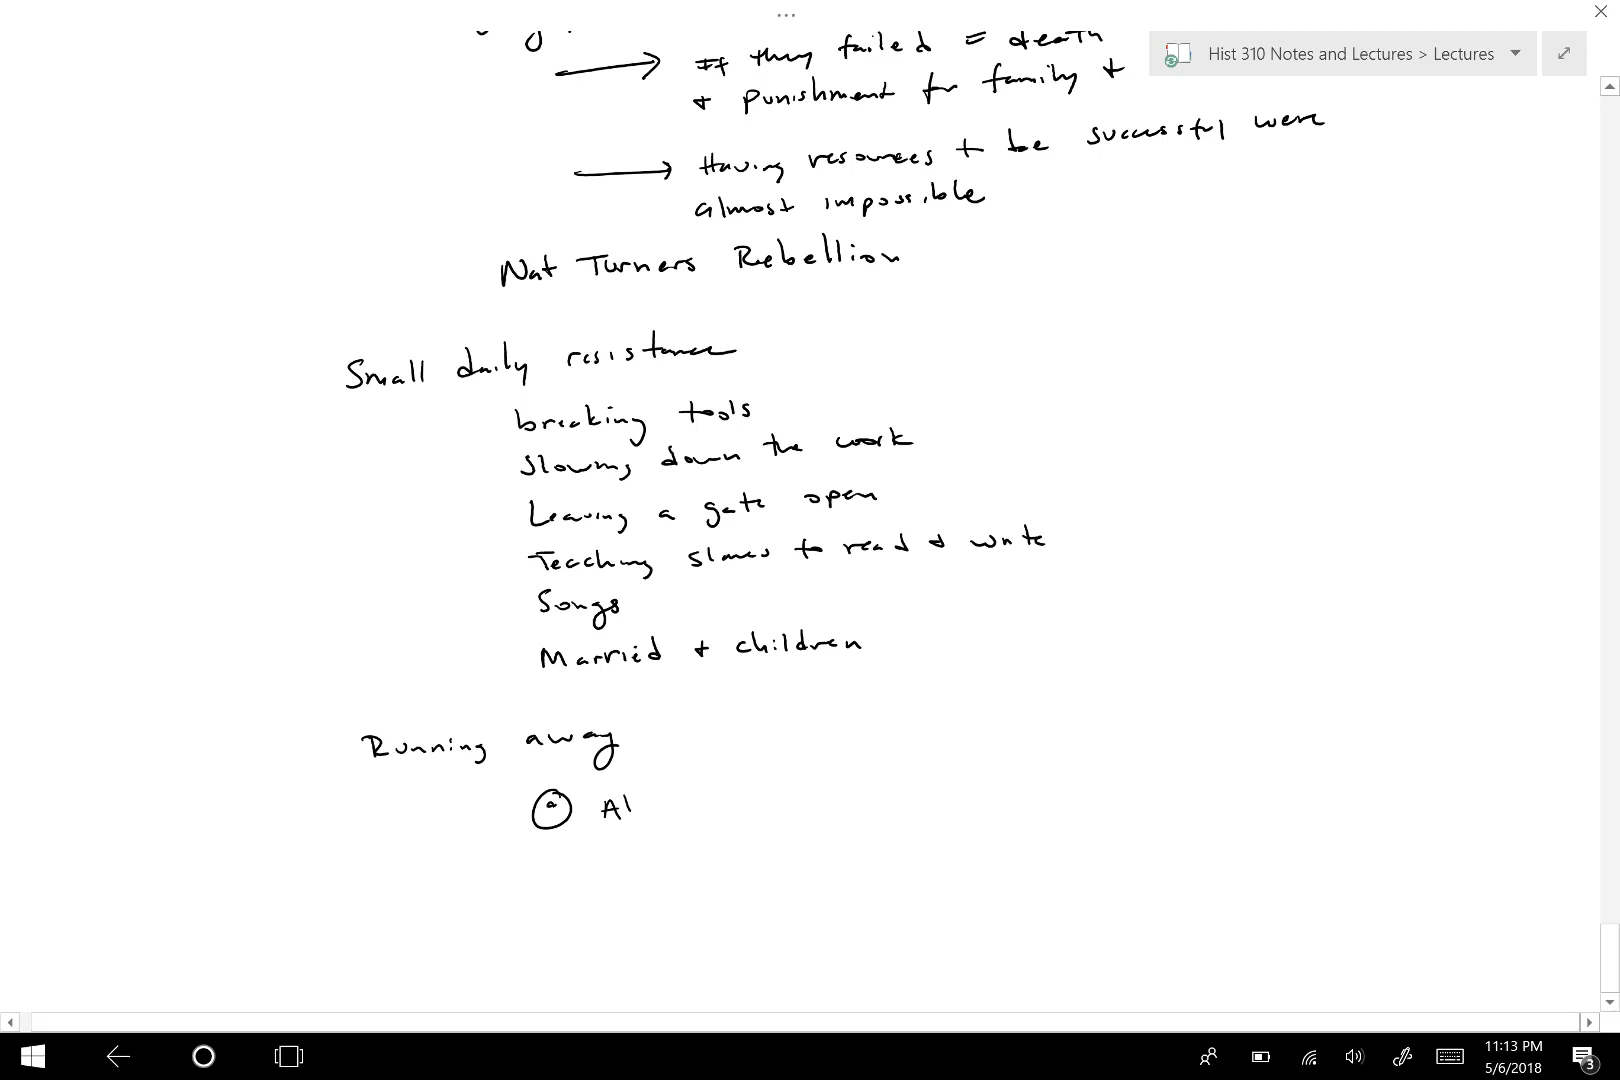 ...
Hist 310 Notes and Lectures > Lectures
→ If they failed = death
+ punishment for family +
→ Having resources + to be successful were
almost impossible
Nat Turners Rebellion
Small daily resistance
breaking tools
Slowing down the work
Leaving a gate open
Teaching slaves to read & write
Songs
Married + children
Running away
Al
11:13 PM
5/6/2018
3